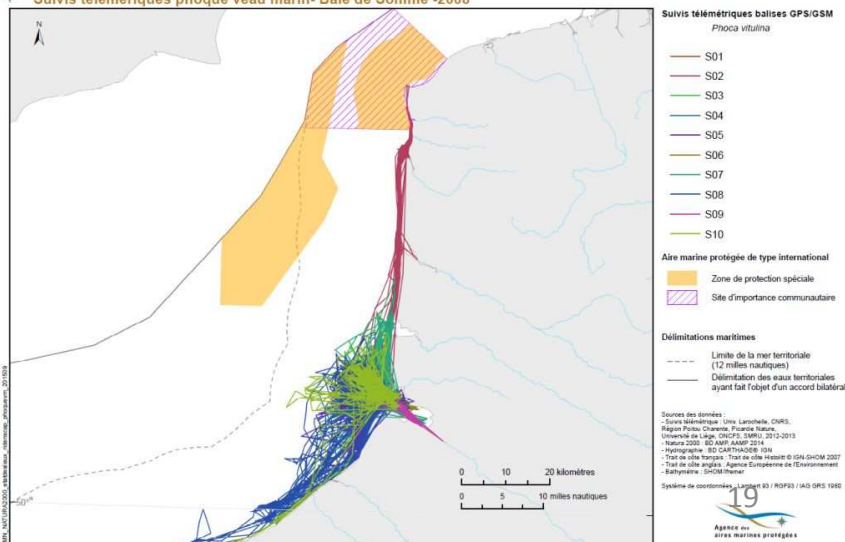 Suivis télémériques phoque veau marin- Baie de Somme -2008
N
50°N
0 10 20 kilomètres
0 5 10 milles nautiques
Suivis télémétriques balises GPS/GSM
Phoca vitulina
S01
S02
S03
S04
S05
S06
S07
S08
S09
S10
Aire marine protégée de type international
Zone de protection spéciale
Site d'importance communautaire
Délimitations maritimes
Limite de la mer territoriale
(12 milles nautiques)
Délimitation des eaux territoriales
ayant fait l'objet d'un accord bilatéral
Sources des données :
- Suivis télémétrique : Univ. Larochelle, CNRS,
Région Poitou Charente, Picardie Nature,
Université de Liège, ONCFS, SMRU, 2012-2013
- Natura 2000 : BD AMP, AAMP 2014
- Hydrographie : BD CARTHAGE® IGN
- Trait de côte français : Trait de côte Histolitt © IGN-SHOM 2007
- Trait de côte anglais : Agence Européenne de l'Environnement
- Bathymétrie : SHOM/Ifremer
Système de coordonnées : Lambert 93 / RGF93 / IAG GRS 1980
19
Agence des
aires marines protégées